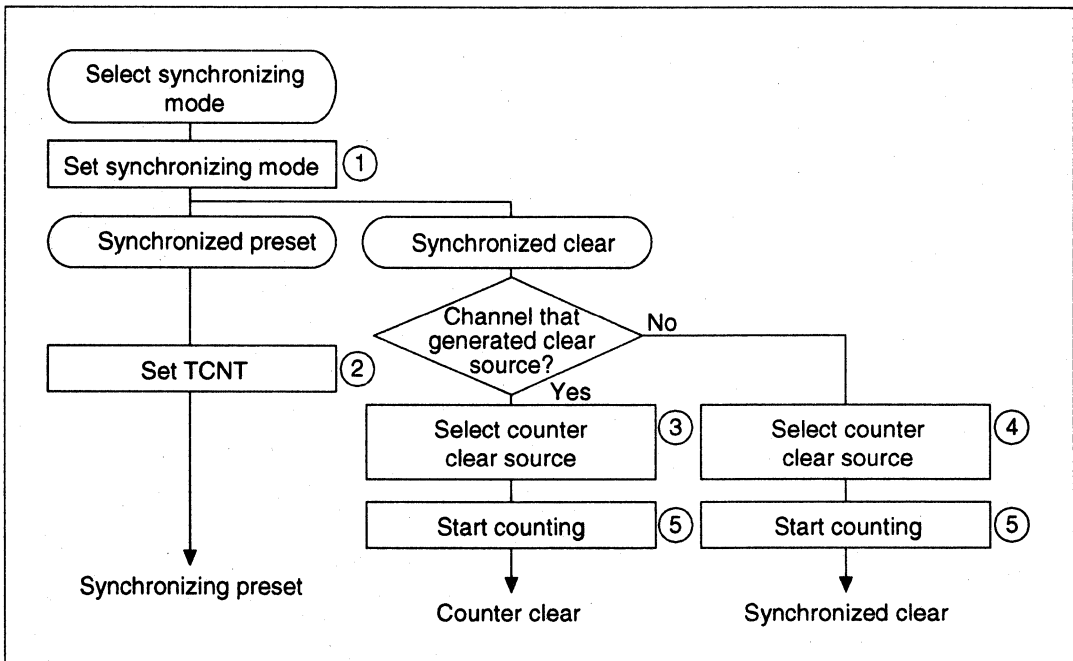 Select synchronizing
mode
Set synchronizing mode
1
Synchronized preset
Synchronized clear
Channel that
generated clear
source?
No
Yes
Set TCNT
2
Select counter
clear source
3
Select counter
clear source
4
Start counting
5
Start counting
5
Synchronizing preset
Counter clear
Synchronized clear